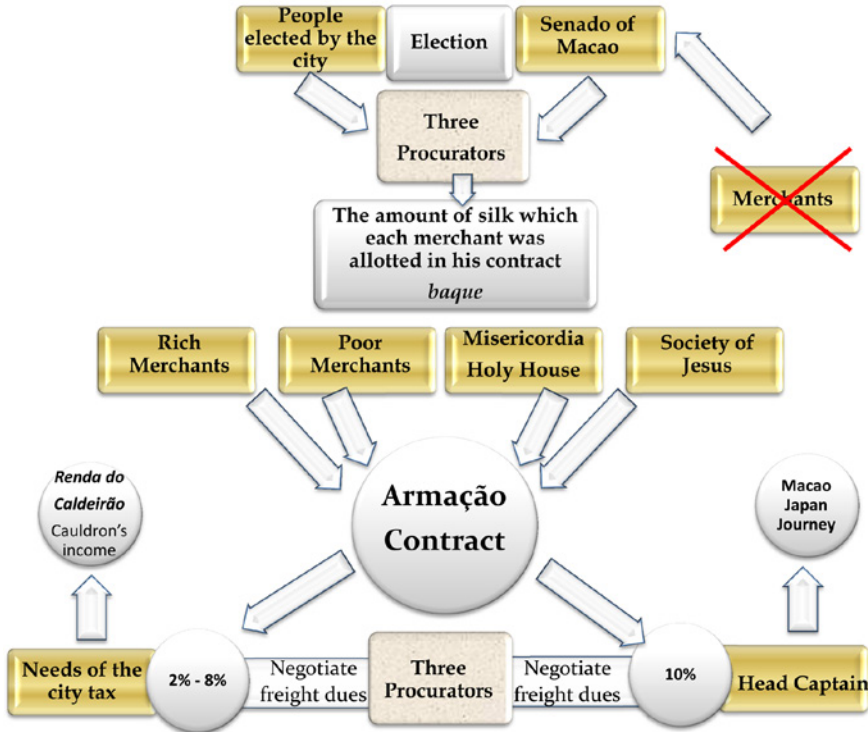 People
elected by the
city
Election
Senado of
Macao
Three
Procurators
Merchants
The amount of silk which
each merchant was
allotted in his contract
baque
Rich
Merchants
Poor
Merchants
Misericordia
Holy House
Society of
Jesus
Renda do
Caldeirão
Cauldron's
income
Armação
Contract
Macao
Japan
Journey
Needs of the
city tax
2% - 8%
Negotiate
freight dues
Three
Procurators
Negotiate
freight dues
10%
Head Captain